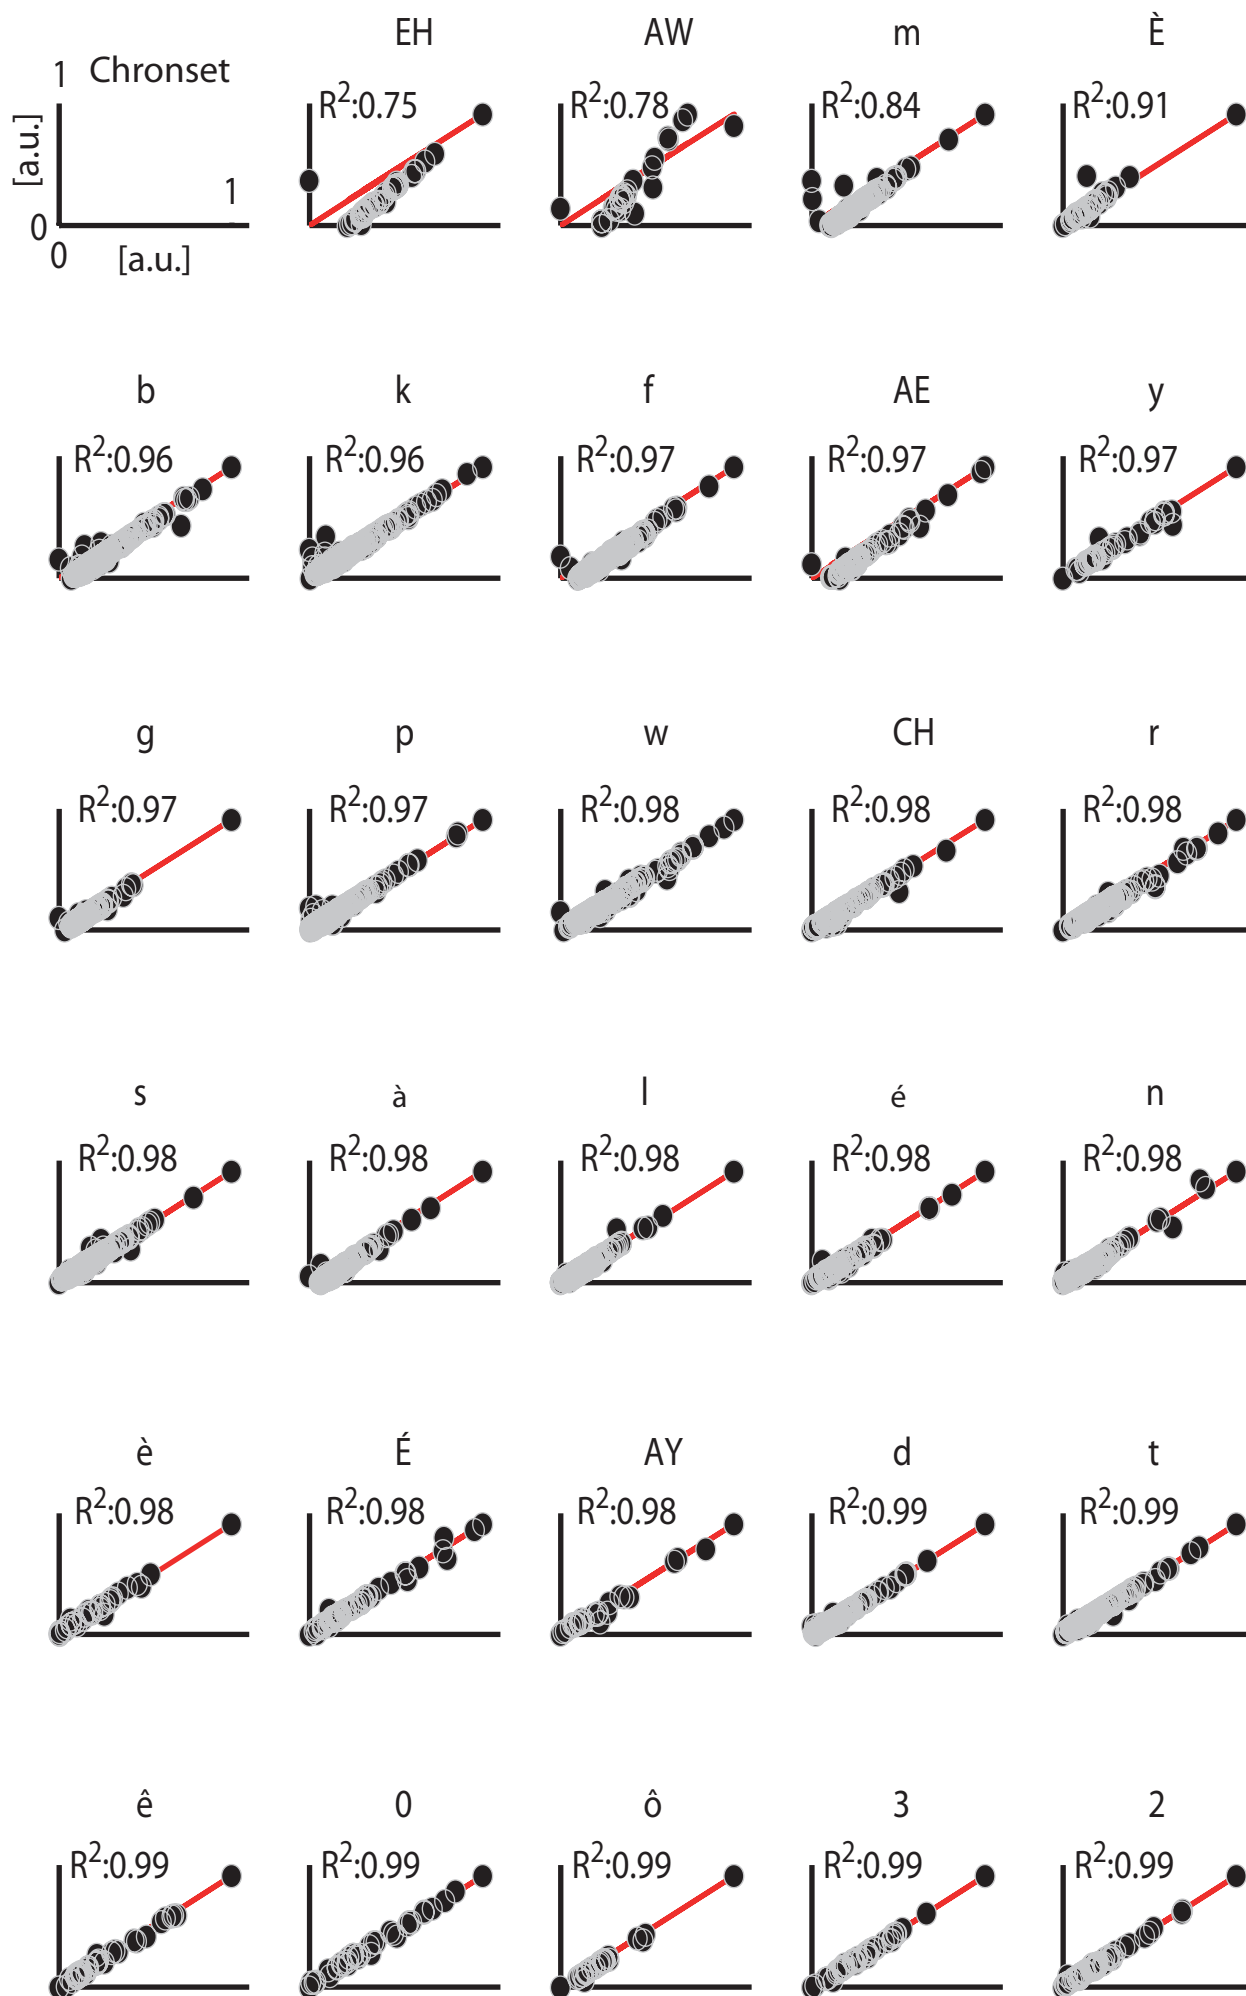 EH AW m È
1 Chronset
R²:0.75 R²:0.78 R²:0.84 R²:0.91
[a.u.]
1
0
0 [a.u.]
b k f AE y
R²:0.96 R²:0.96 R²:0.97 R²:0.97 R²:0.97
g p w CH r
R²:0.97 R²:0.97 R²:0.98 R²:0.98 R²:0.98
s à l é n
R²:0.98 R²:0.98 R²:0.98 R²:0.98 R²:0.98
è É AY d t
R²:0.98 R²:0.98 R²:0.98 R²:0.99 R²:0.99
ê 0 ô 3 2
R²:0.99 R²:0.99 R²:0.99 R²:0.99 R²:0.99